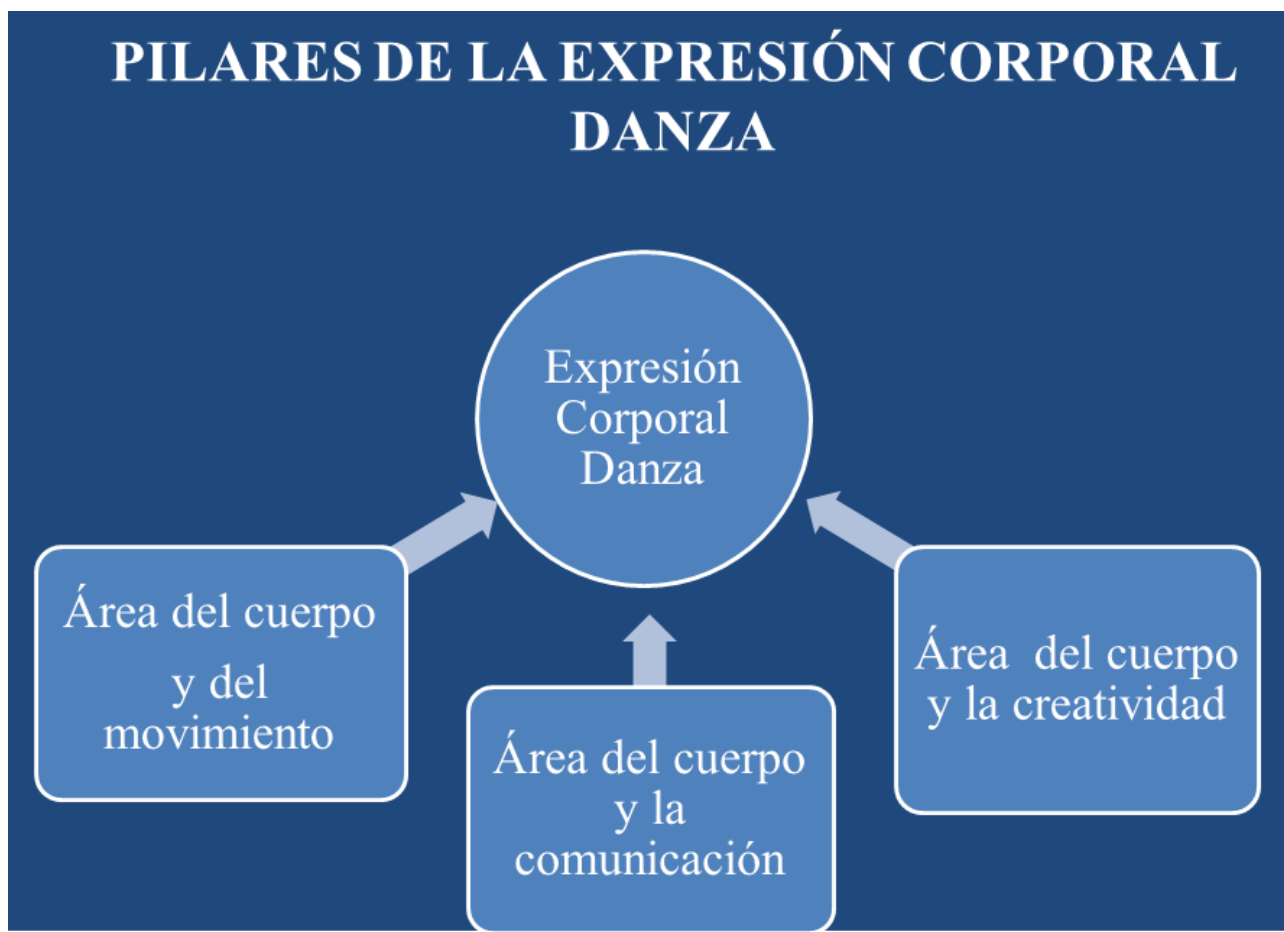 PILARES DE LA EXPRESIÓN CORPORAL
DANZA
Expresión
Corporal
Danza
Área del cuerpo
y del
movimiento
Área del cuerpo
y la
comunicación
Área  del cuerpo
y la creatividad